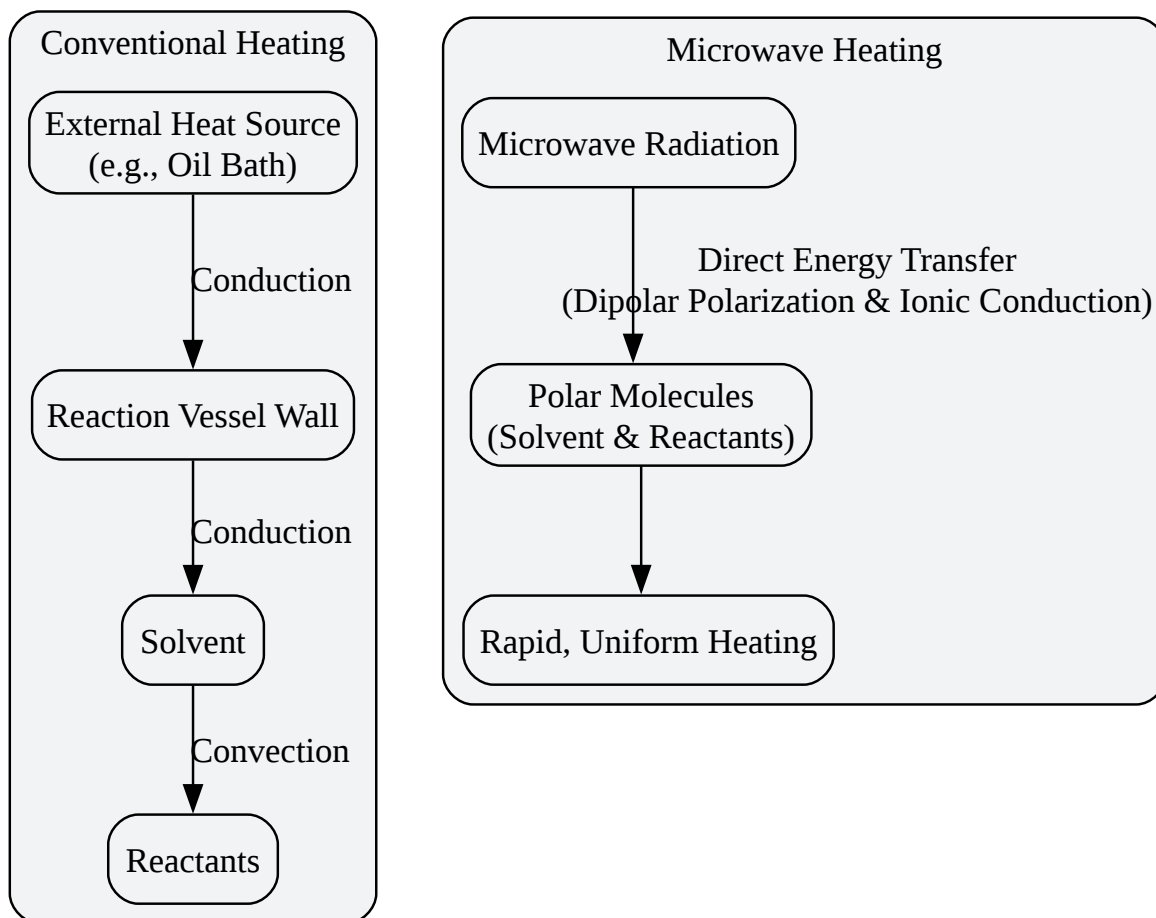 Conventional Heating
External Heat Source
(e.g., Oil Bath)
Conduction
Reaction Vessel Wall
Conduction
Solvent
Convection
Reactants
Microwave Heating
Microwave Radiation
Direct Energy Transfer
(Dipolar Polarization & Ionic Conduction)
Polar Molecules
(Solvent & Reactants)
Rapid, Uniform Heating